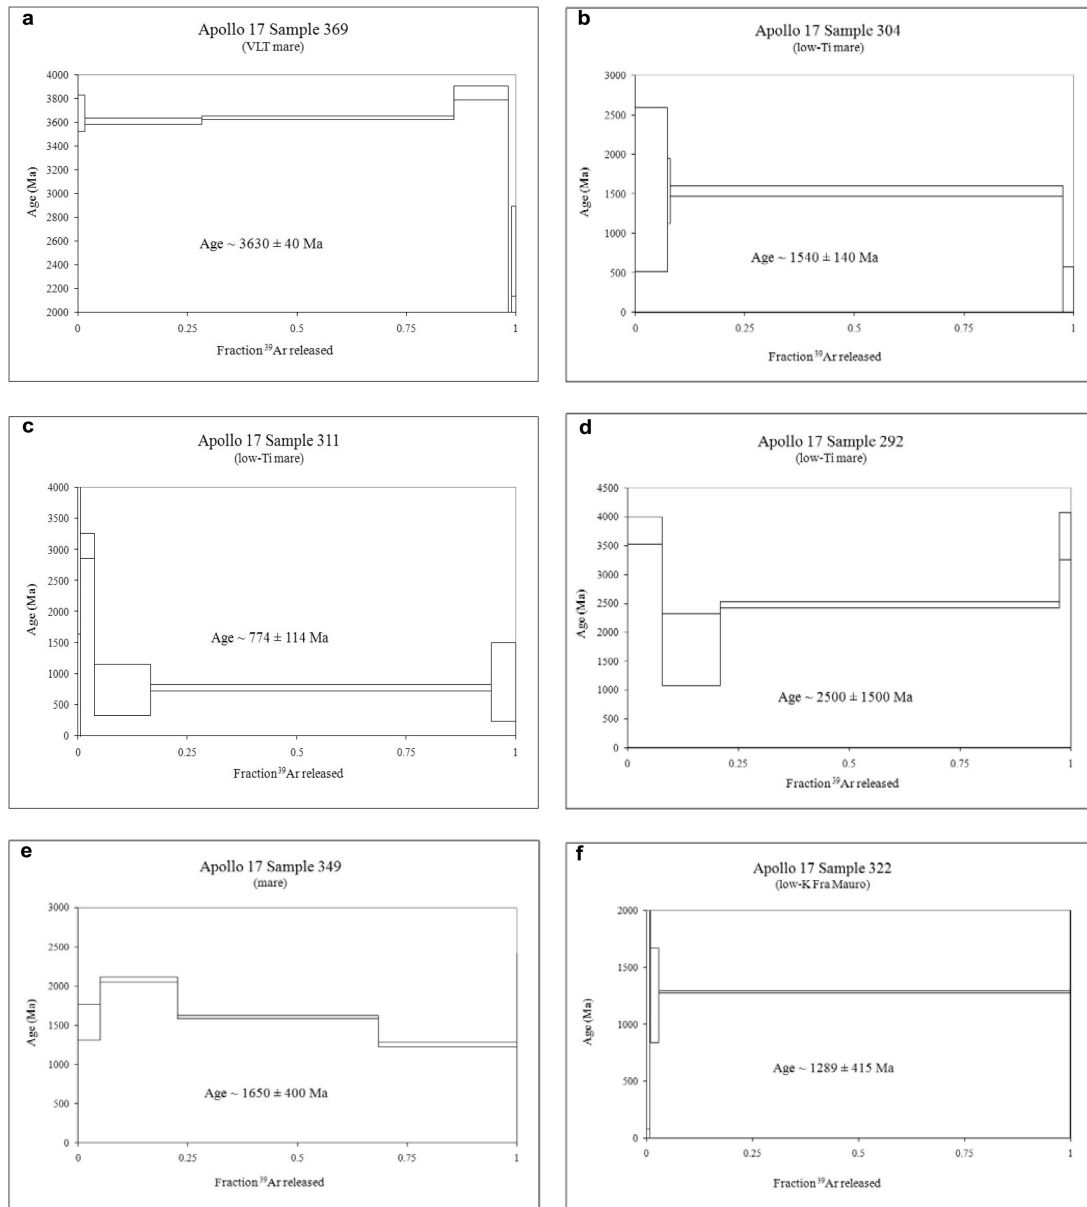 a
Apollo 17 Sample 369
(VLT mare)
4000
3800
3600
3400
3200
3000
2800
2600
2400
2200
2000
Age (Ma)
Age ~ 3630 ± 40 Ma
0 0.25 0.5 0.75 1
Fraction ³⁹Ar released
b
Apollo 17 Sample 304
(low-Ti mare)
3000
2500
2000
1500
1000
500
0
Age (Ma)
Age ~ 1540 ± 140 Ma
0 0.25 0.5 0.75 1
Fraction ³⁹Ar released
c
Apollo 17 Sample 311
(low-Ti mare)
4000
3500
3000
2500
2000
1500
1000
500
0
Age (Ma)
Age ~ 774 ± 114 Ma
0 0.25 0.5 0.75 1
Fraction ³⁹Ar released
d
Apollo 17 Sample 292
(low-Ti mare)
4500
4000
3500
3000
2500
2000
1500
1000
500
0
Age (Ma)
Age ~ 2500 ± 1500 Ma
0 0.25 0.5 0.75 1
Fraction ³⁹Ar released
e
Apollo 17 Sample 349
(mare)
3000
2500
2000
1500
1000
500
0
Age (Ma)
Age ~ 1650 ± 400 Ma
0 0.25 0.5 0.75 1
Fraction ³⁹Ar released
f
Apollo 17 Sample 322
(low-K Fra Mauro)
2000
1500
1000
500
0
Age (Ma)
Age ~ 1289 ± 415 Ma
0 0.25 0.5 0.75 1
Fraction ³⁹Ar released